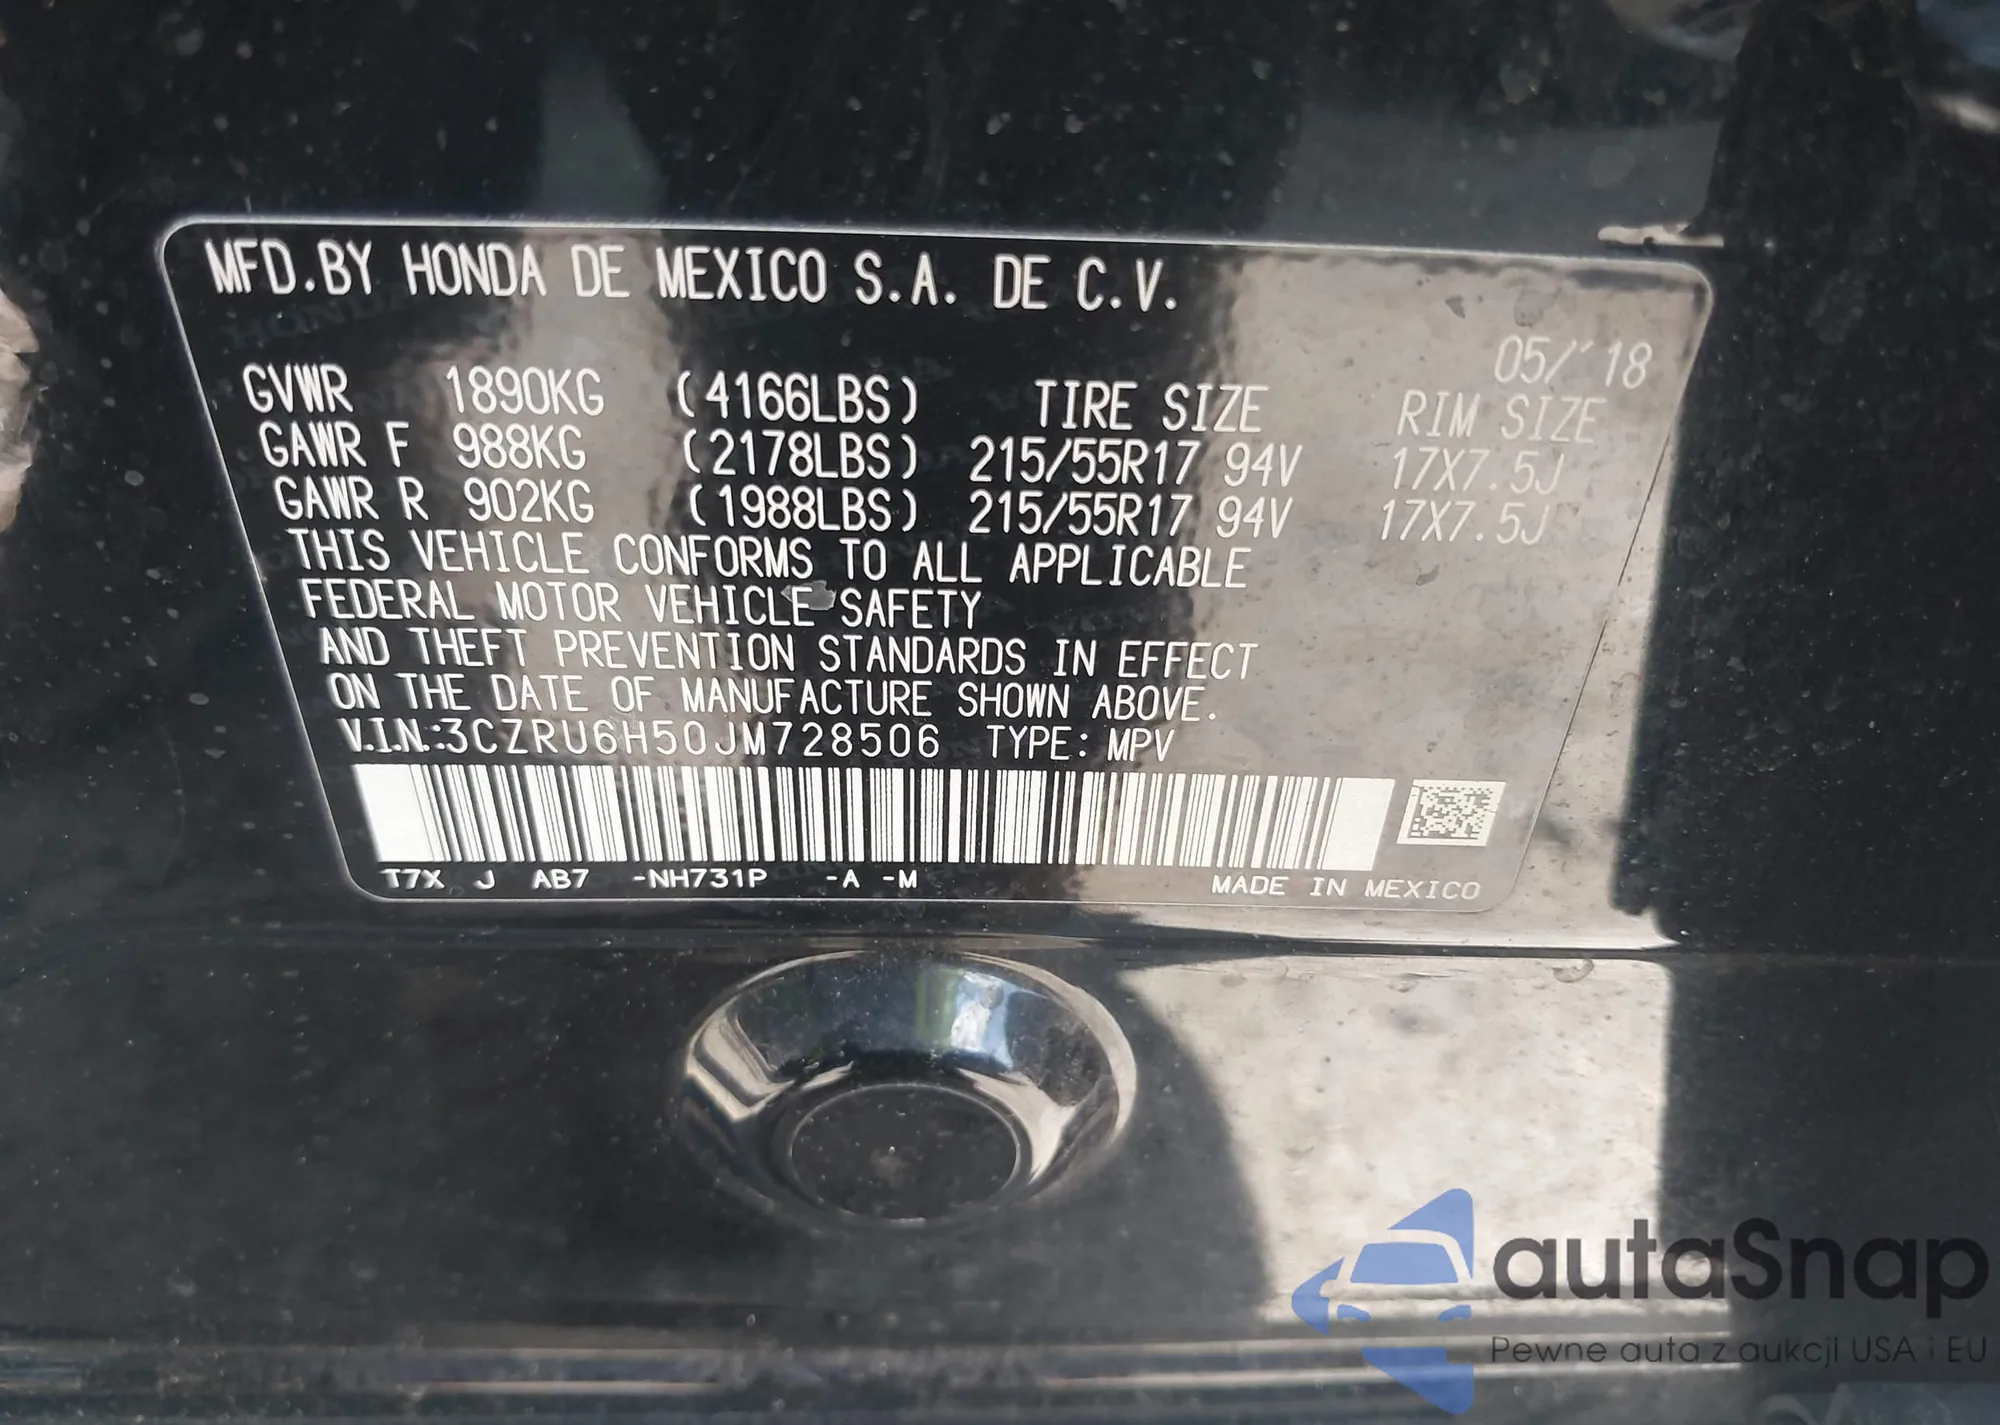 MFD.BY HONDA DE MEXICO S.A. DE C.V.
05/'18
GVWR 1890KG (4166LBS) TIRE SIZE RIM SIZE
GAWR F 988KG (2178LBS) 215/55R17 94V 17X7.5J
GAWR R 902KG (1988LBS) 215/55R17 94V 17X7.5J
THIS VEHICLE CONFORMS TO ALL APPLICABLE
FEDERAL MOTOR VEHICLE SAFETY
AND THEFT PREVENTION STANDARDS IN EFFECT
ON THE DATE OF MANUFACTURE SHOWN ABOVE.
V.I.N.:3CZRU6H50JM728506 TYPE: MPV
T7X J AB7 -NH731P -A -M MADE IN MEXICO
autaSnap
Pewne auta z aukcji USA i EU